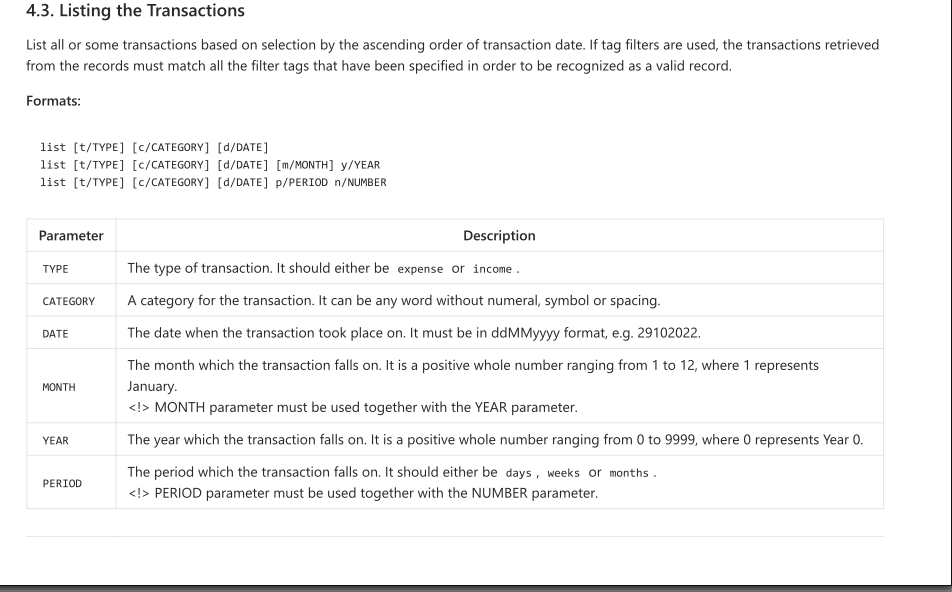 4.3. Listing the Transactions
List all or some transactions based on selection by the ascending order of transaction date. If tag filters are used, the transactions retrieved
from the records must match all the filter tags that have been specified in order to be recognized as a valid record.
Formats:
list [t/TYPE] [c/CATEGORY] [d/DATE]
list [t/TYPE] [c/CATEGORY] [d/DATE] [m/MONTH] y/YEAR
list [t/TYPE] [c/CATEGORY] [d/DATE] p/PERIOD n/NUMBER
Parameter Description
TYPE The type of transaction. It should either be expense or income.
CATEGORY A category for the transaction. It can be any word without numeral, symbol or spacing.
DATE The date when the transaction took place on. It must be in ddMMyyyy format, e.g. 29102022.
MONTH The month which the transaction falls on. It is a positive whole number ranging from 1 to 12, where 1 represents
January.
<!> MONTH parameter must be used together with the YEAR parameter.
YEAR The year which the transaction falls on. It is a positive whole number ranging from 0 to 9999, where 0 represents Year 0.
PERIOD The period which the transaction falls on. It should either be days, weeks or months.
<!> PERIOD parameter must be used together with the NUMBER parameter.